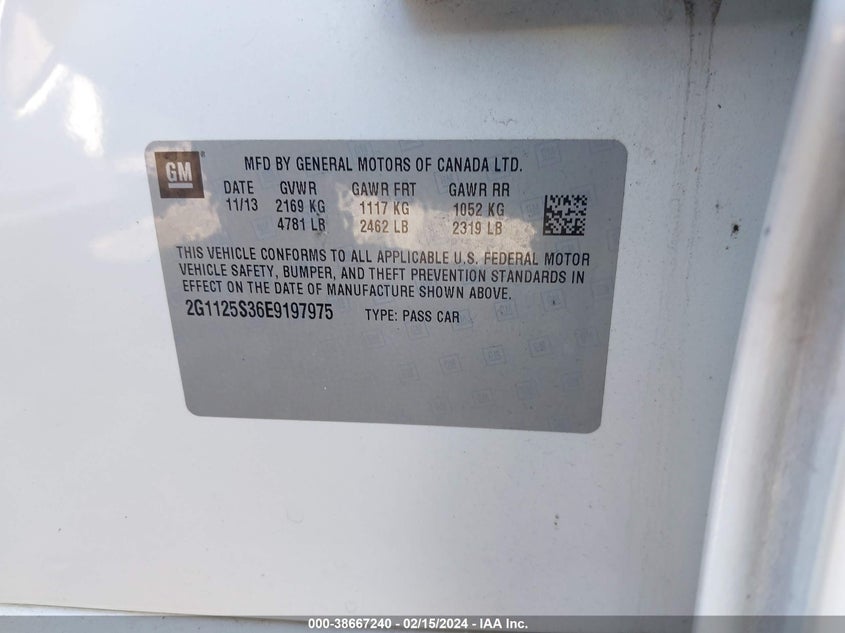 GM ®
MFD BY GENERAL MOTORS OF CANADA LTD.
DATE GVWR GAWR FRT GAWR RR
11/13 2169 KG 1117 KG 1052 KG
4781 LB 2462 LB 2319 LB
THIS VEHICLE CONFORMS TO ALL APPLICABLE U.S. FEDERAL MOTOR
VEHICLE SAFETY, BUMPER, AND THEFT PREVENTION STANDARDS IN
EFFECT ON THE DATE OF MANUFACTURE SHOWN ABOVE.
2G1125S36E9197975 TYPE: PASS CAR
000-38667240 - 02/15/2024 - IAA Inc.